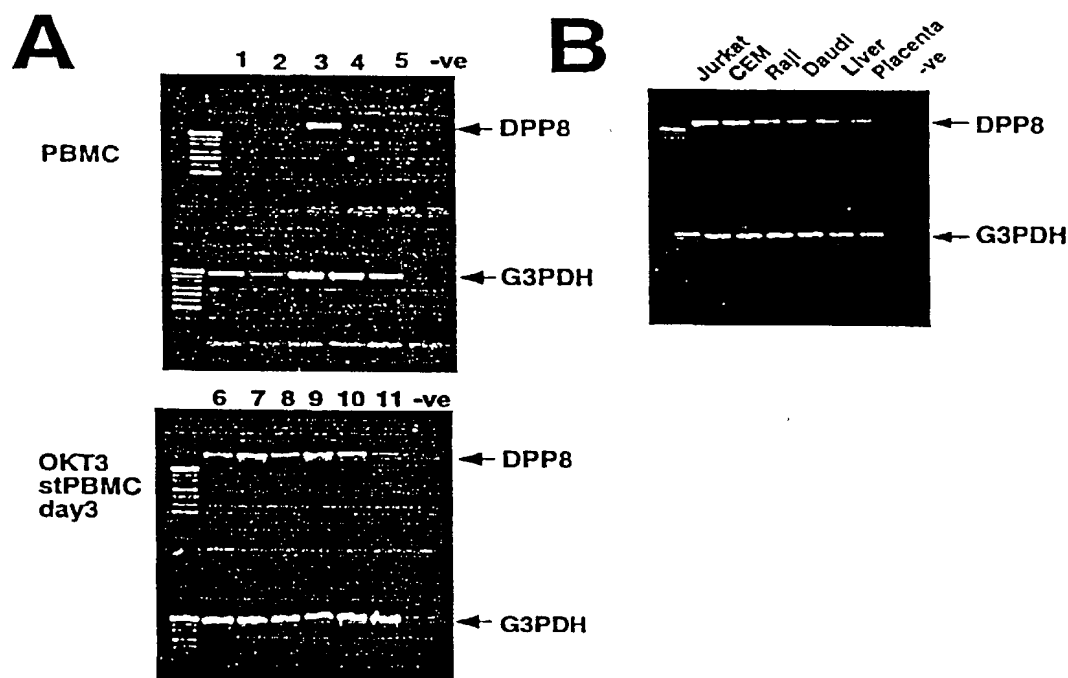 A
1 2 3 4 5 -ve
DPP8
PBMC
G3PDH
6 7 8 9 10 11 -ve
DPP8
OKT3
stPBMC
day3
G3PDH
B
Jurkat CEM Raji Daudi Liver Placenta -ve
DPP8
G3PDH